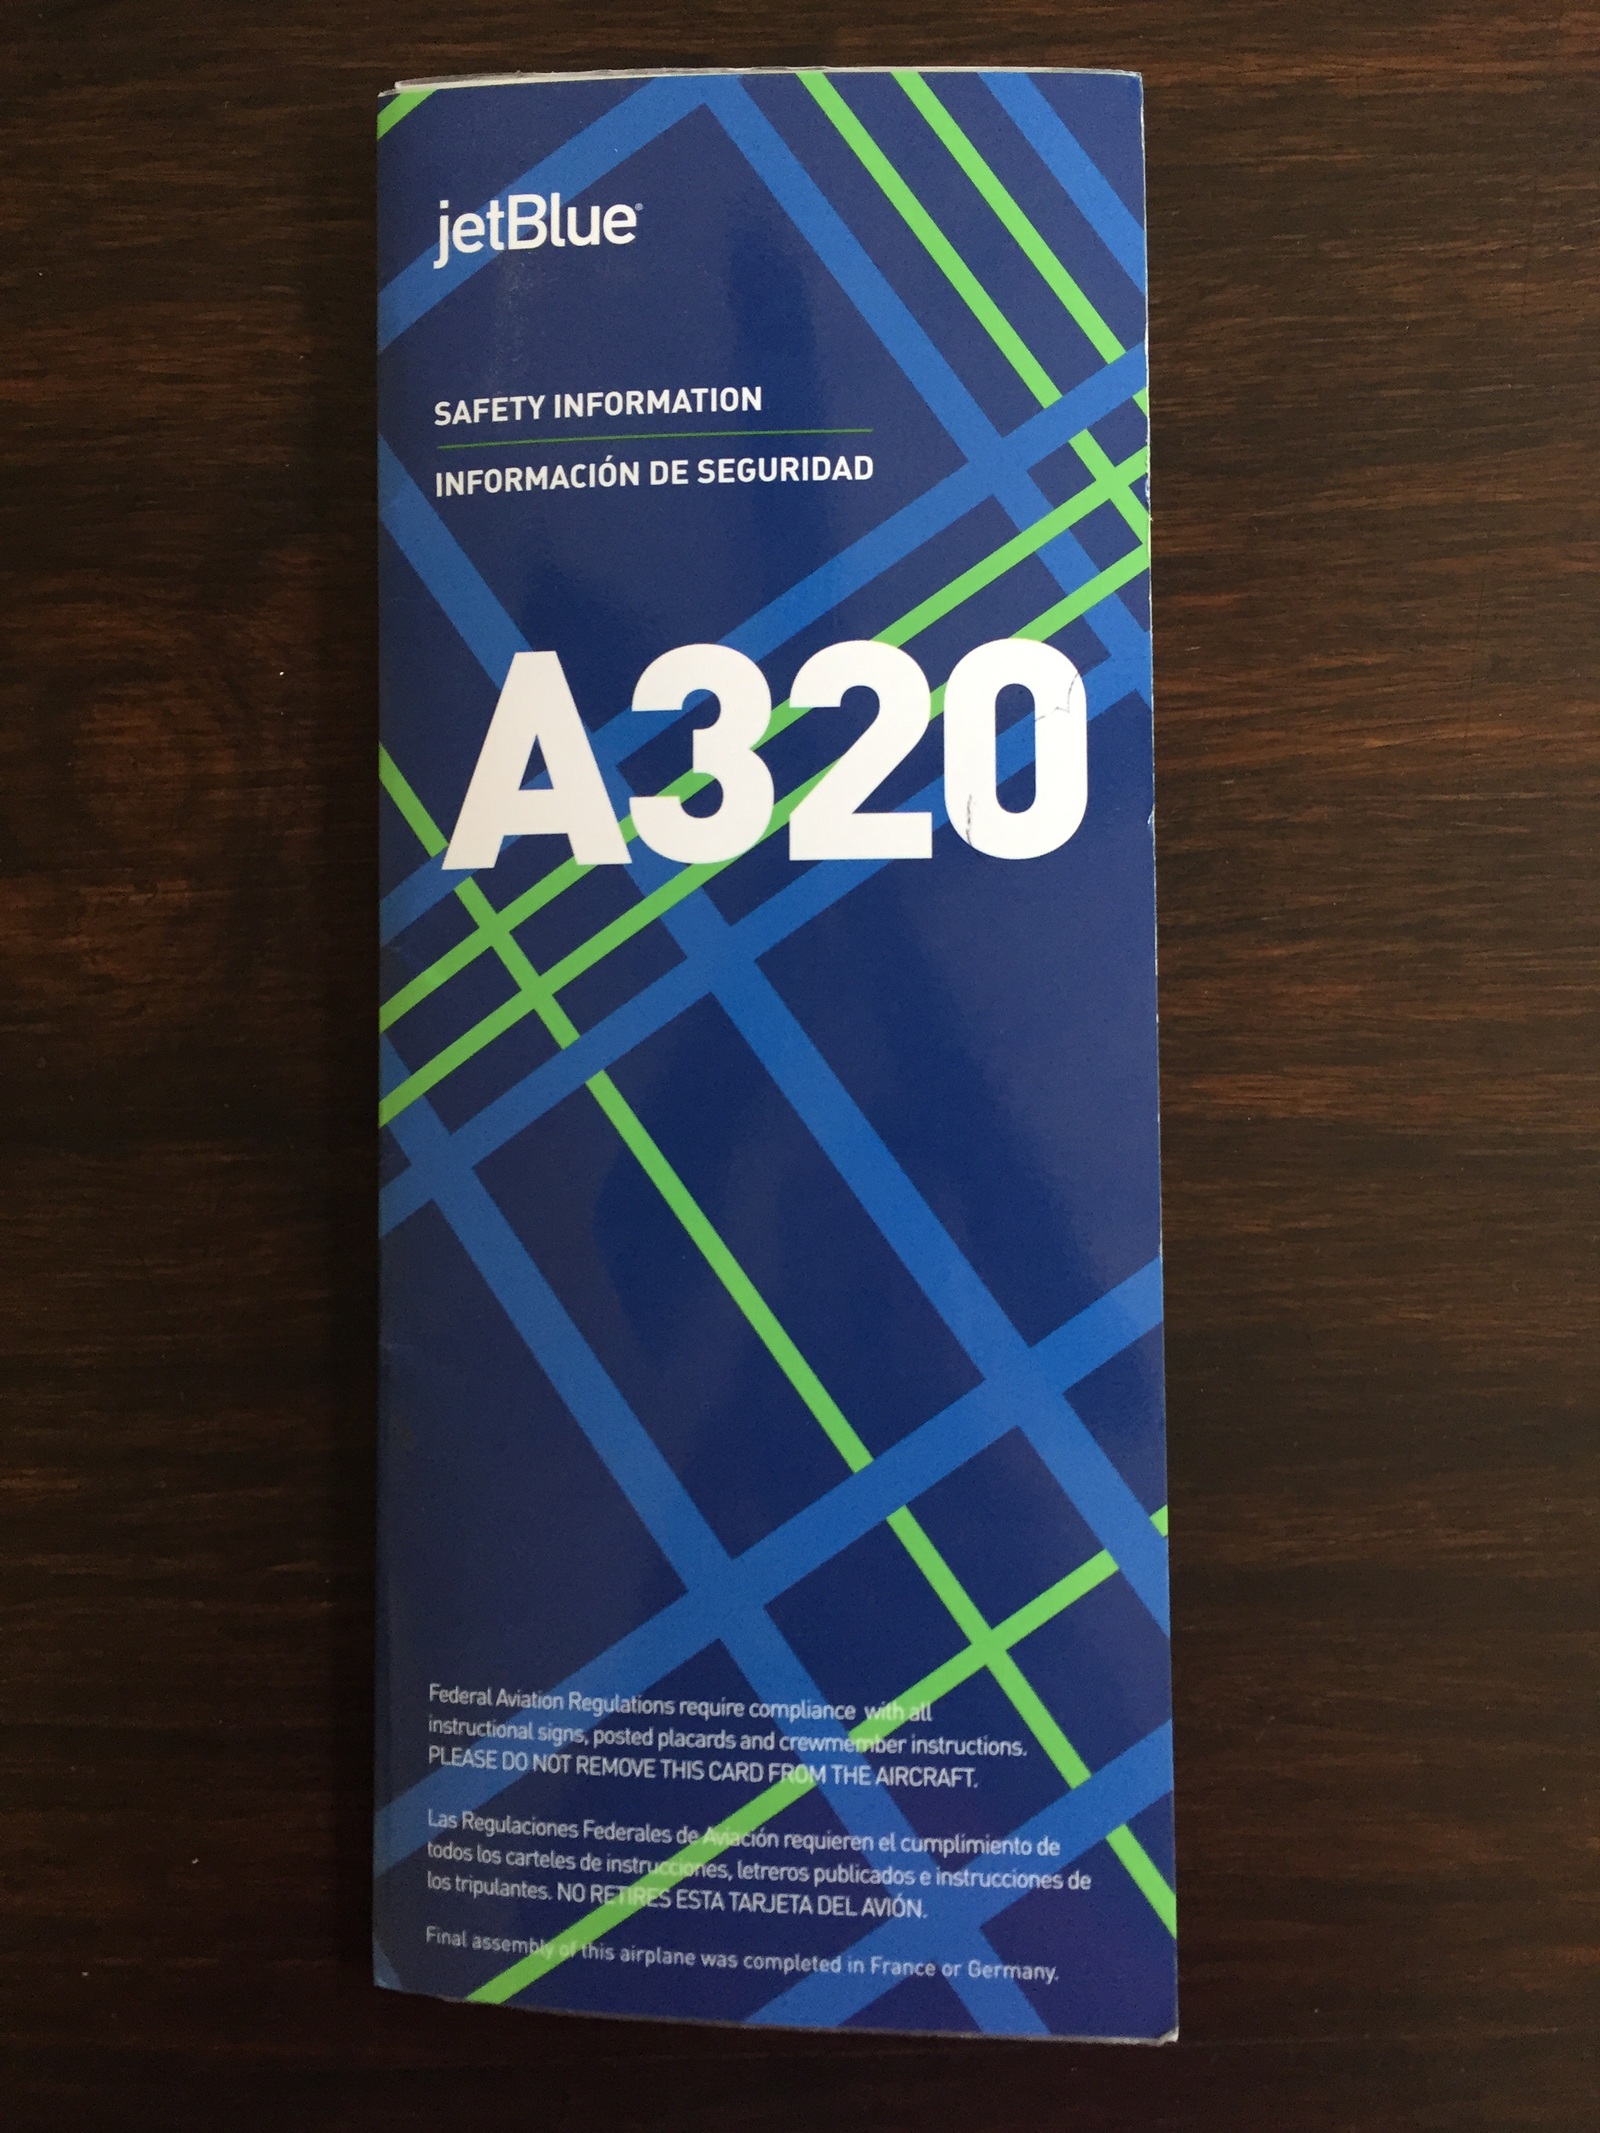 jetBlue®
SAFETY INFORMATION
INFORMACIÓN DE SEGURIDAD
A320
Federal Aviation Regulations require compliance with all
instructional signs, posted placards and crewmember instructions.
PLEASE DO NOT REMOVE THIS CARD FROM THE AIRCRAFT.
Las Regulaciones Federales de Aviación requieren el cumplimiento de
todos los carteles de instrucciones, letreros publicados e instrucciones de
los tripulantes. NO RETIRES ESTA TARJETA DEL AVIÓN.
Final assembly of this airplane was completed in France or Germany.